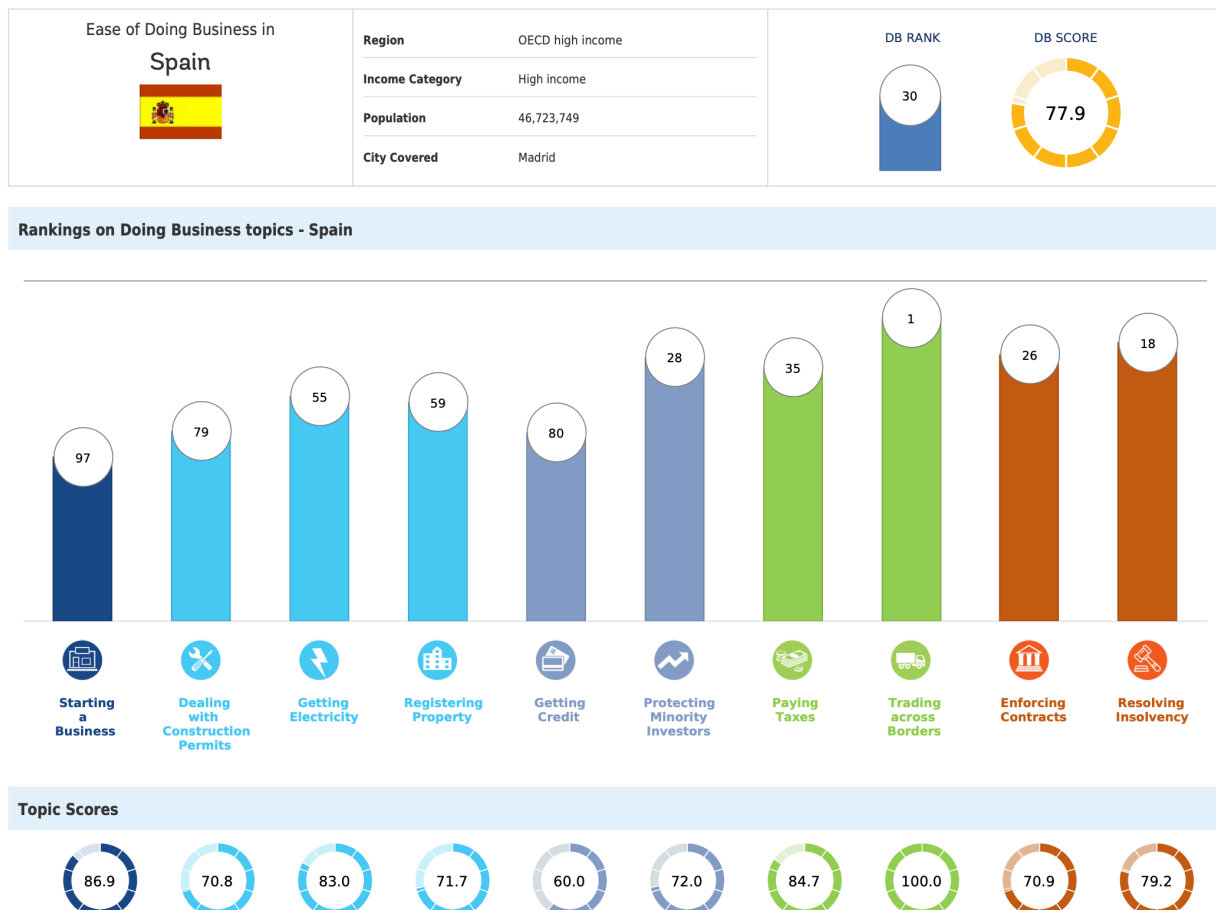 Ease of Doing Business in
Spain
Region OECD high income
Income Category High income
Population 46,723,749
City Covered Madrid
DB RANK DB SCORE
30 77.9
Rankings on Doing Business topics - Spain
97 79 55 59 80 28 35 1 26 18
Starting a Business
Dealing with Construction Permits
Getting Electricity
Registering Property
Getting Credit
Protecting Minority Investors
Paying Taxes
Trading across Borders
Enforcing Contracts
Resolving Insolvency
Topic Scores
86.9 70.8 83.0 71.7 60.0 72.0 84.7 100.0 70.9 79.2